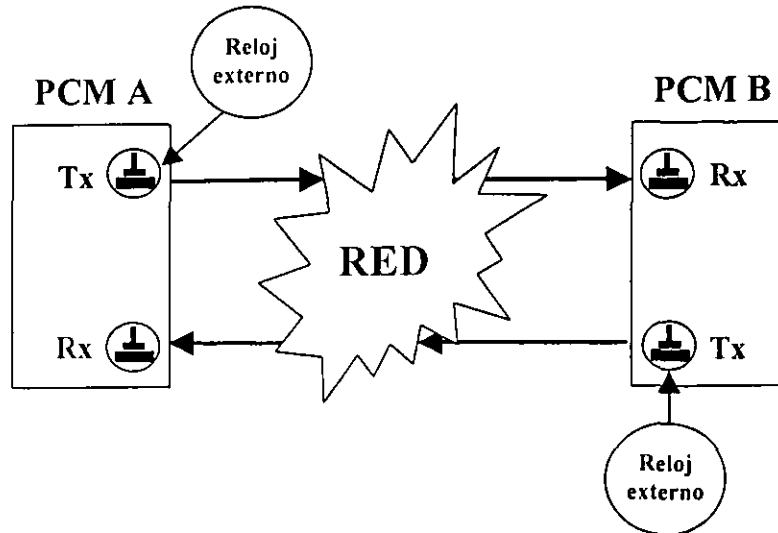 Reloj
externo
PCM A
PCM B
Tx
Rx
RED
Rx
Tx
Reloj
externo